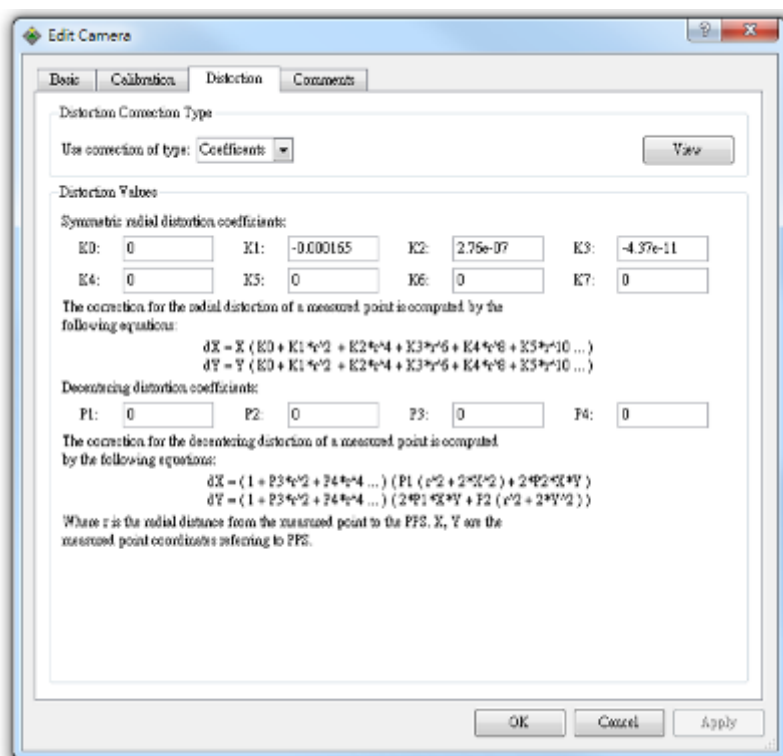 Edit Camera
Basic Calibration Distortion Comments
Distortion Correction Type
Use correction of type: Coefficents View
Distortion Values
Symmetric radial distortion coefficients:
K0: 0 K1: -0.000165 K2: 2.76e-07 K3: -4.37e-11
K4: 0 K5: 0 K6: 0 K7: 0
The correction for the radial distortion of a measured point is computed by the
following equations:
dX = X ( K0 + K1*r^2 + K2*r^4 + K3*r^6 + K4*r^8 + K5*r^10 ... )
dY = Y ( K0 + K1*r^2 + K2*r^4 + K3*r^6 + K4*r^8 + K5*r^10 ... )
Decentering distortion coefficients:
P1: 0 P2: 0 P3: 0 P4: 0
The correction for the decentering distortion of a measured point is computed
by the following equations:
dX = ( 1 + P3*r^2 + P4*r^4 ... ) ( P1 ( r^2 + 2*X^2 ) + 2*P2*X*Y )
dY = ( 1 + P3*r^2 + P4*r^4 ... ) ( 2*P1*X*Y + P2 ( r^2 + 2*Y^2 ) )
Where r is the radial distance from the measured point to the PPS. X, Y are the
measured point coordinates referring to PPS.
OK Cancel Apply